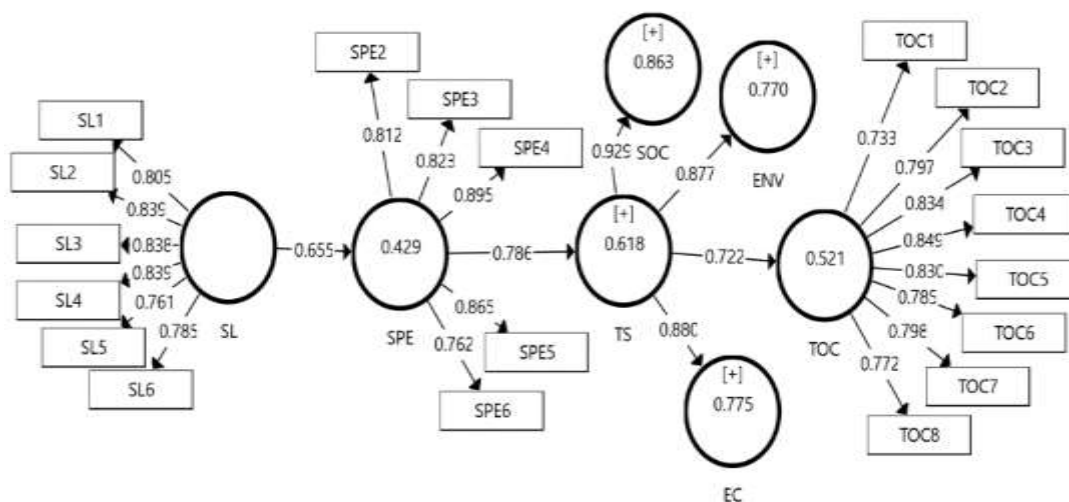 SL1
SL2
SL3
SL4
SL5
SL6
0.805
0.839
0.838
0.839
0.761
0.785
SL
0.655
SPE2
SPE3
SPE4
0.812
0.823
0.895
0.429
SPE
0.865
0.762
SPE5
SPE6
0.786
[+]
0.863
SOC
0.929
[+]
0.770
ENV
0.877
[+]
0.618
TS
0.880
[+]
0.775
EC
0.722
0.521
TOC
TOC1
TOC2
TOC3
TOC4
TOC5
TOC6
TOC7
TOC8
0.733
0.797
0.834
0.849
0.830
0.785
0.798
0.772